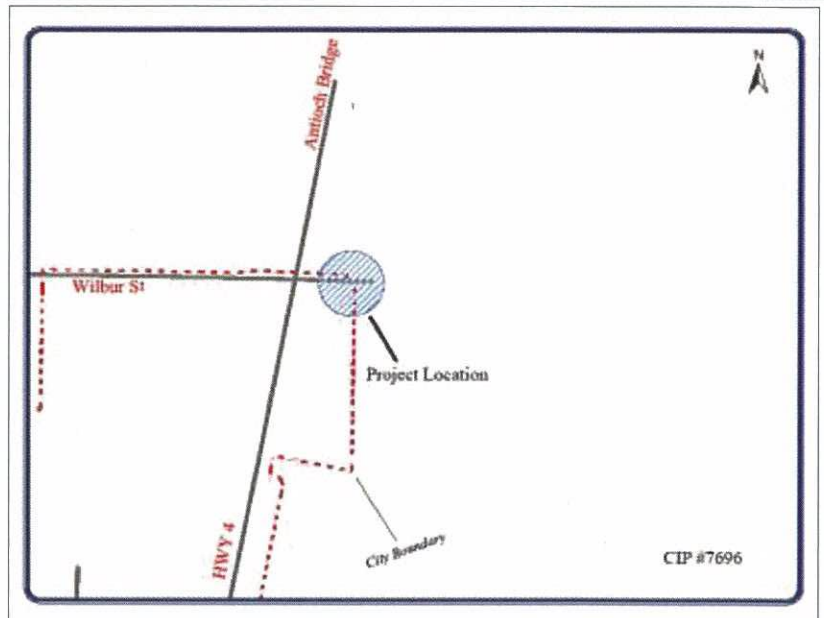 N
Antioch Bridge
Wilbur St
Project Location
HWY 4
City Boundary
CIP #7696